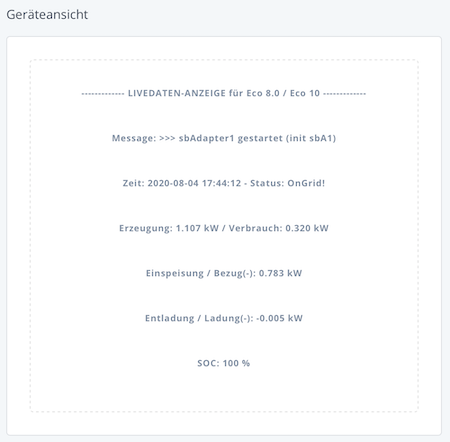 Geräteansicht
------------- LIVEDATEN-ANZEIGE für Eco 8.0 / Eco 10 -------------
Message: >>> sbAdapter1 gestartet (init sbA1)
Zeit: 2020-08-04 17:44:12 - Status: OnGrid!
Erzeugung: 1.107 kW / Verbrauch: 0.320 kW
Einspeisung / Bezug(-): 0.783 kW
Entladung / Ladung(-): -0.005 kW
SOC: 100 %